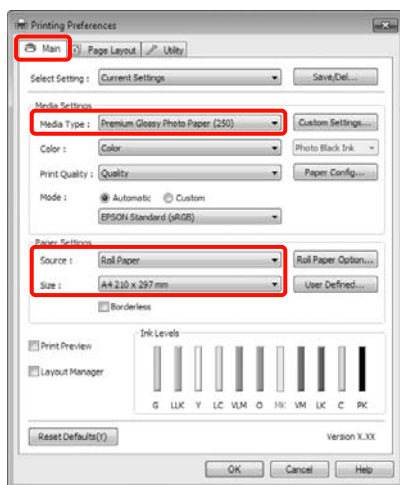 Printing Preferences
Main Page Layout Utility
Select Setting : Current Settings Save/Del...
Media Settings
Media Type : Premium Glossy Photo Paper (250) Custom Settings...
Color : Color Photo Black Ink
Print Quality : Quality Paper Config...
Mode : Automatic Custom
EPSON Standard (sRGB)
Paper Settings
Source : Roll Paper Roll Paper Option...
Size : A4 210 x 297 mm User Defined...
Borderless
Ink Levels
Print Preview
Layout Manager
G LLK Y LC VLM O MK VM LK C PK
Reset Defaults(Y) Version X.XX
OK Cancel Help